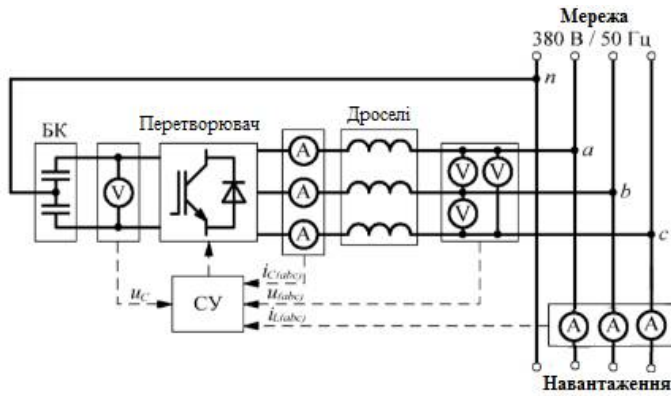 Мережа
380 В / 50 Гц
n
БК
Перетворювач
Дроселі
A
V
A
A
V
V
V
a
b
c
i_C(abc)
u_C
СУ
u_(abc)
i_L(abc)
A
A
A
Навантаження